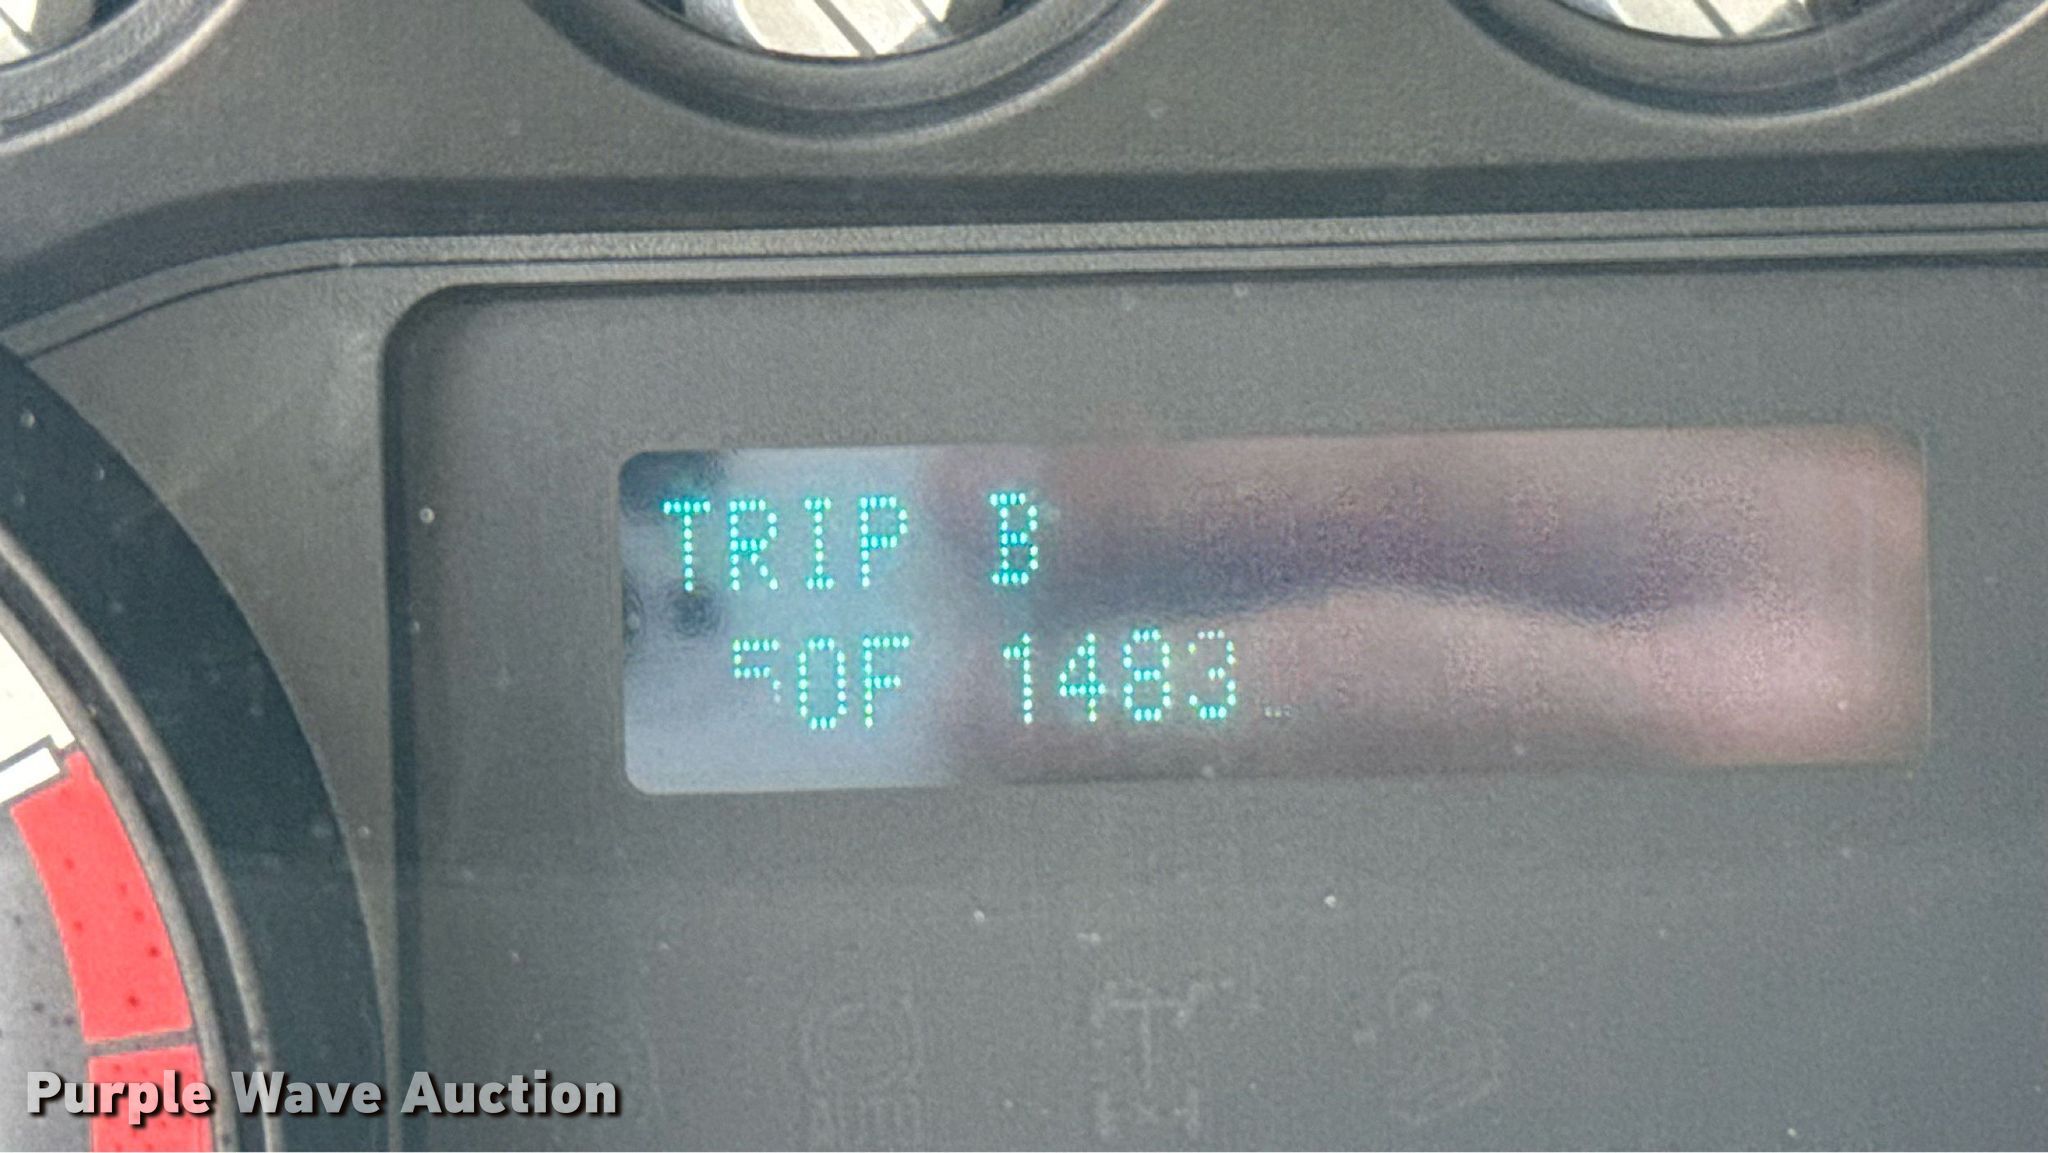 TRIP B
50F 1483
Purple Wave Auction